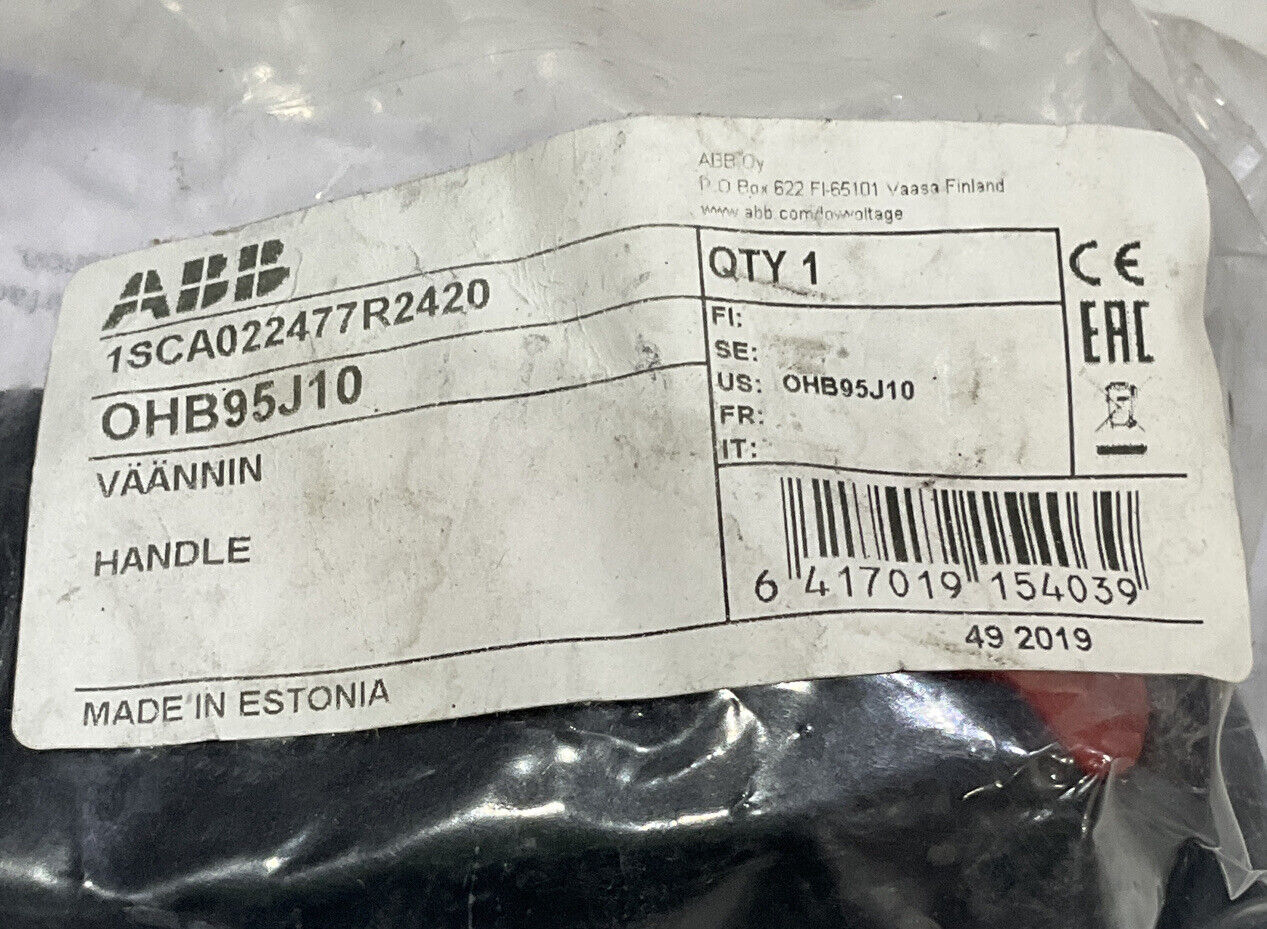 ABB Oy
P.O Box 622 FI-65101 Vaasa Finland
www.abb.com/lowvoltage
ABB
1SCA022477R2420
OHB95J10
VÄÄNNIN
HANDLE
QTY 1
FI:
SE:
US: OHB95J10
FR:
IT:
CE
EAC
6 417019 154039
49 2019
MADE IN ESTONIA